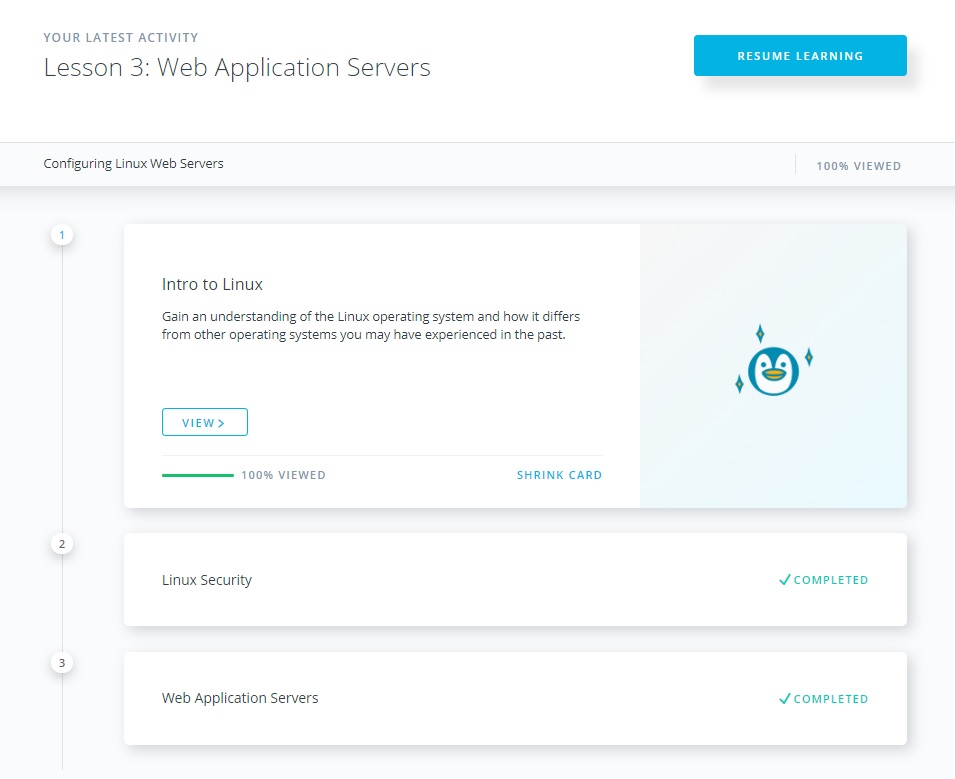 YOUR LATEST ACTIVITY
Lesson 3: Web Application Servers
RESUME LEARNING
Configuring Linux Web Servers
100% VIEWED
1
Intro to Linux
Gain an understanding of the Linux operating system and how it differs
from other operating systems you may have experienced in the past.
VIEW >
100% VIEWED
SHRINK CARD
2
Linux Security
COMPLETED
3
Web Application Servers
COMPLETED